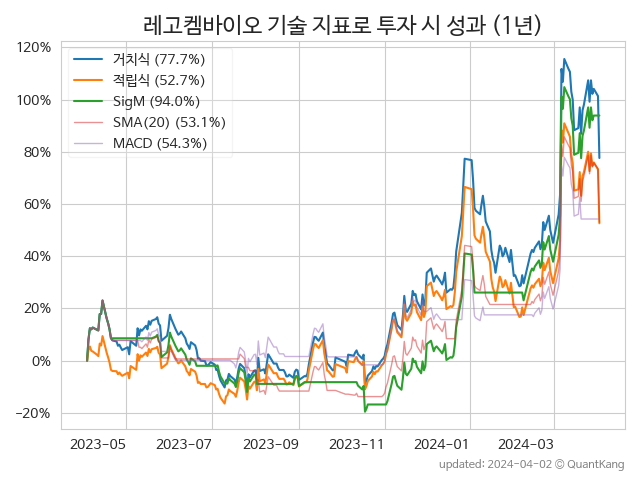 레고켐바이오 기술 지표로 투자 시 성과 (1년)
120%
100%
80%
60%
40%
20%
0%
−20%
거치식 (77.7%)
적립식 (52.7%)
SigM (94.0%)
SMA(20) (53.1%)
MACD (54.3%)
2023-05 2023-07 2023-09 2023-11 2024-01 2024-03
updated: 2024-04-02 © QuantKang